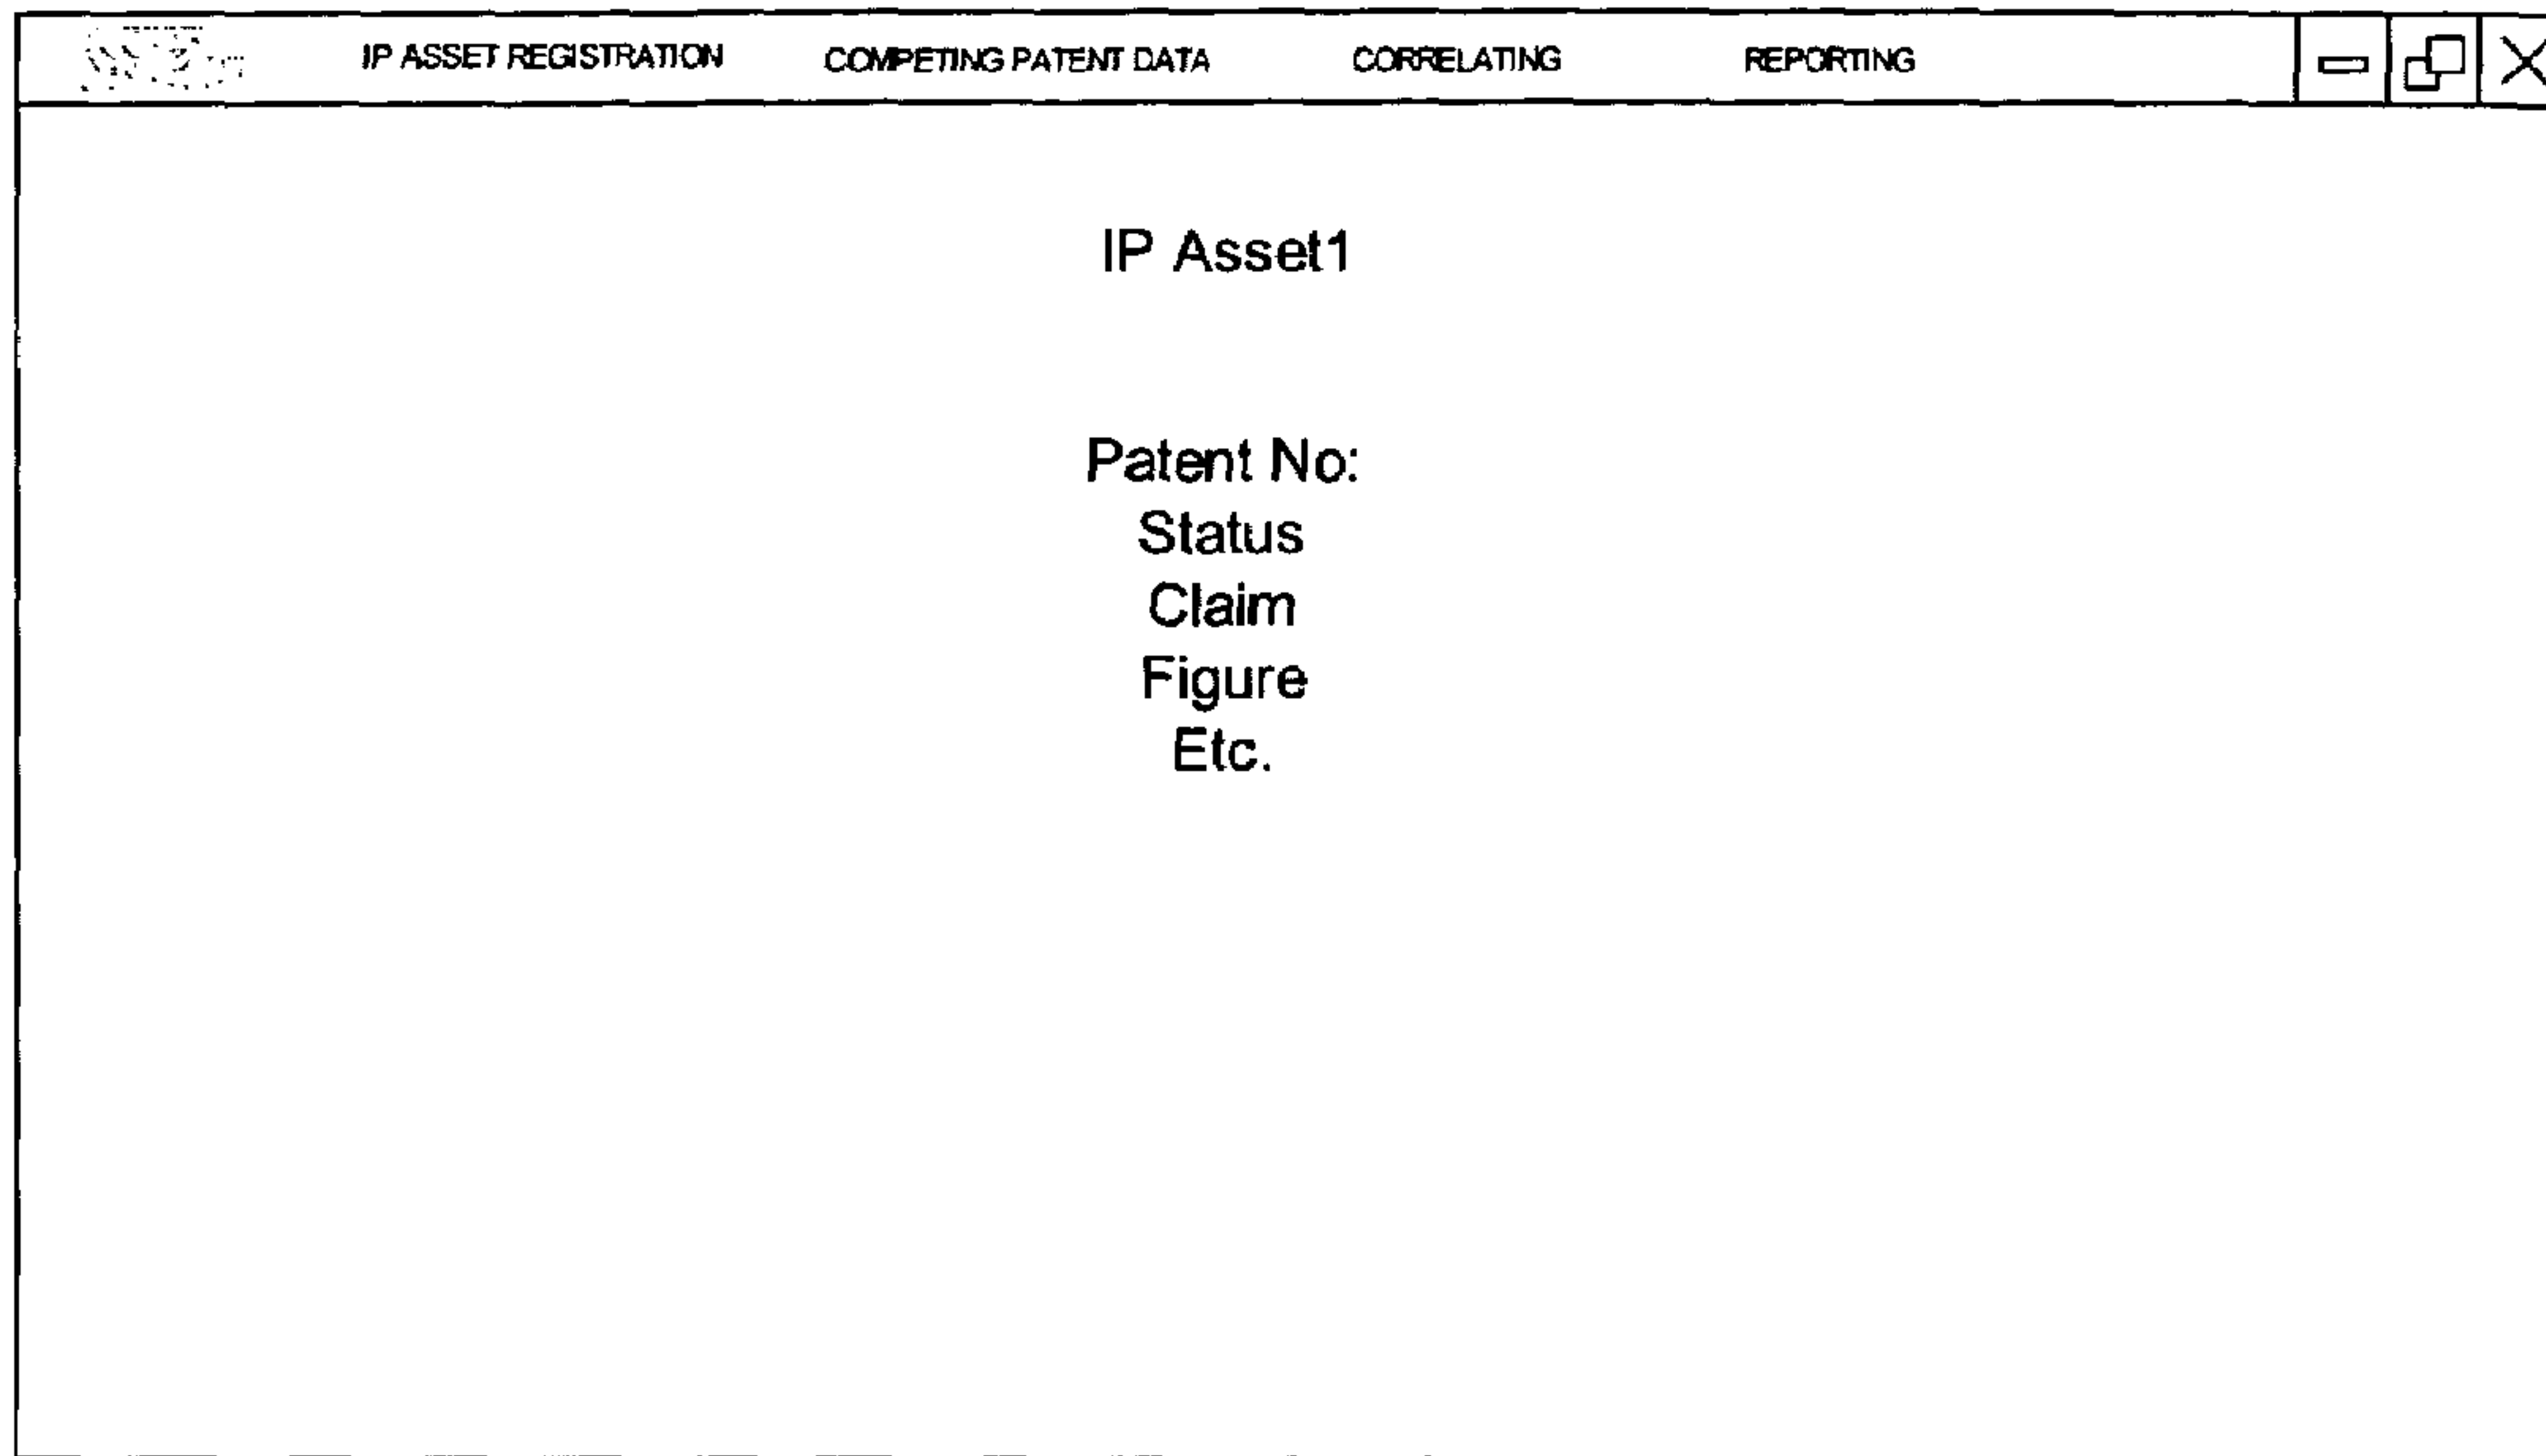 IP ASSET REGISTRATION COMPETING PATENT DATA CORRELATING REPORTING
IP Asset1
Patent No:
Status
Claim
Figure
Etc.